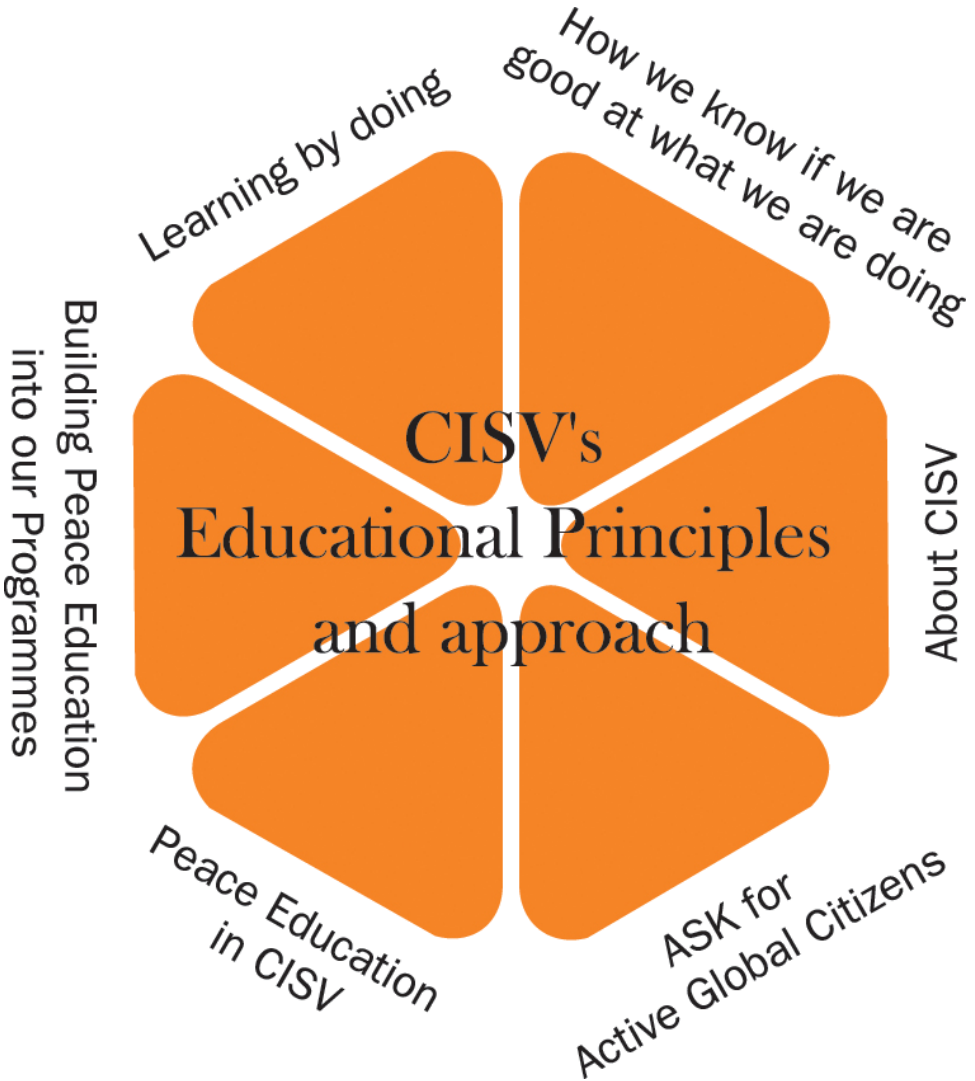 CISV's
Educational Principles
and approach
How we know if we are
good at what we are doing
About CISV
ASK for
Active Global Citizens
Peace Education
in CISV
Building Peace Education
into our Programmes
Learning by doing